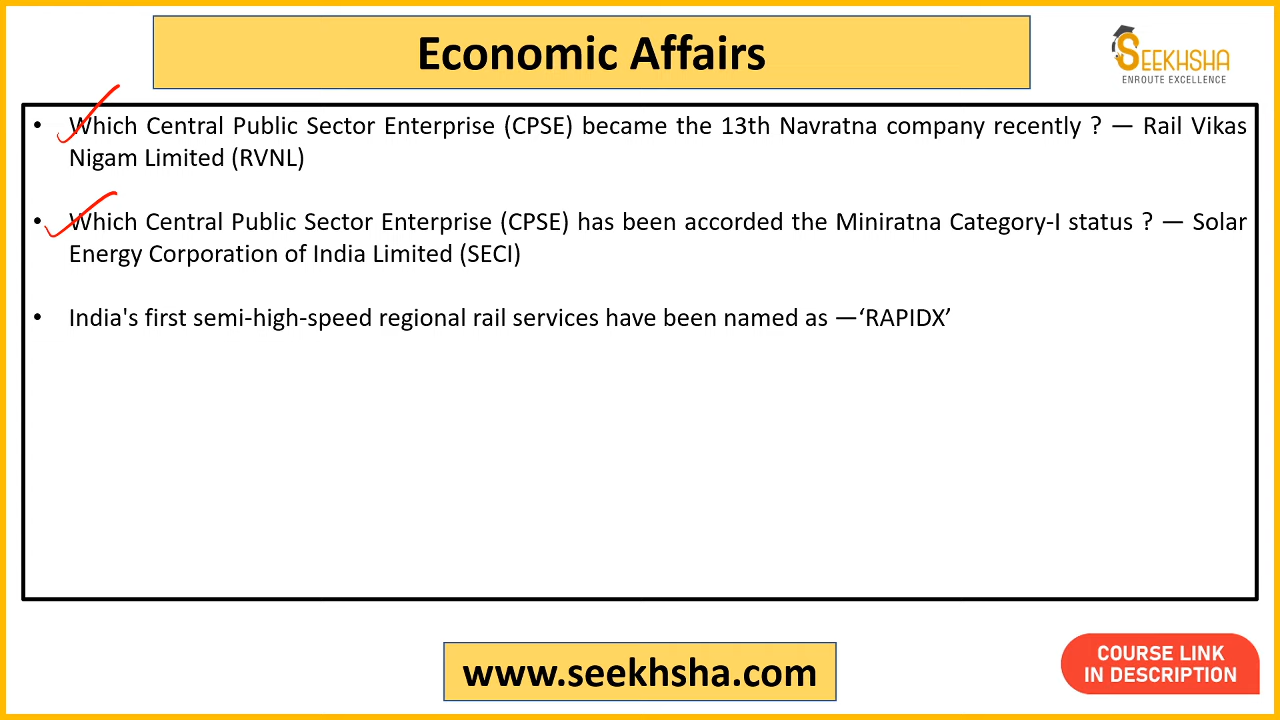 Economic Affairs
SEEKHSHA
ENROUTE EXCELLENCE
• Which Central Public Sector Enterprise (CPSE) became the 13th Navratna company recently ? — Rail Vikas
Nigam Limited (RVNL)
• Which Central Public Sector Enterprise (CPSE) has been accorded the Miniratna Category-I status ? — Solar
Energy Corporation of India Limited (SECI)
• India's first semi-high-speed regional rail services have been named as —‘RAPIDX’
www.seekhsha.com
COURSE LINK
IN DESCRIPTION